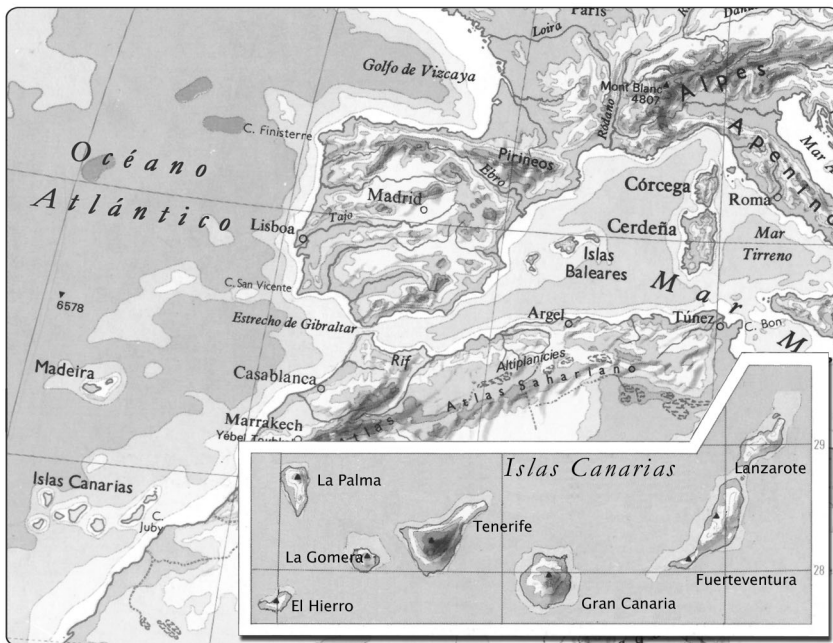 París
Loira
Golfo de Vizcaya
Mont Blanc
4807
Alpes
Ródano
C. Finisterre
Océano
Atlántico
Pirineos
Ebro
Apenino
Córcega
Roma
Madrid
Tajo
Lisboa
Cerdeña
Islas
Baleares
Mar
Tirreno
C. San Vicente
6578
Estrecho de Gibraltar
Argel
Túnez
C. Bon
Mar M
Rif
Altiplanicies
Atlas Sahariano
Madeira
Casablanca
Marrakech
Atlas
Islas Canarias
C.
Juby
Islas Canarias
La Palma
Tenerife
La Gomera
El Hierro
Gran Canaria
Fuerteventura
Lanzarote
29
28